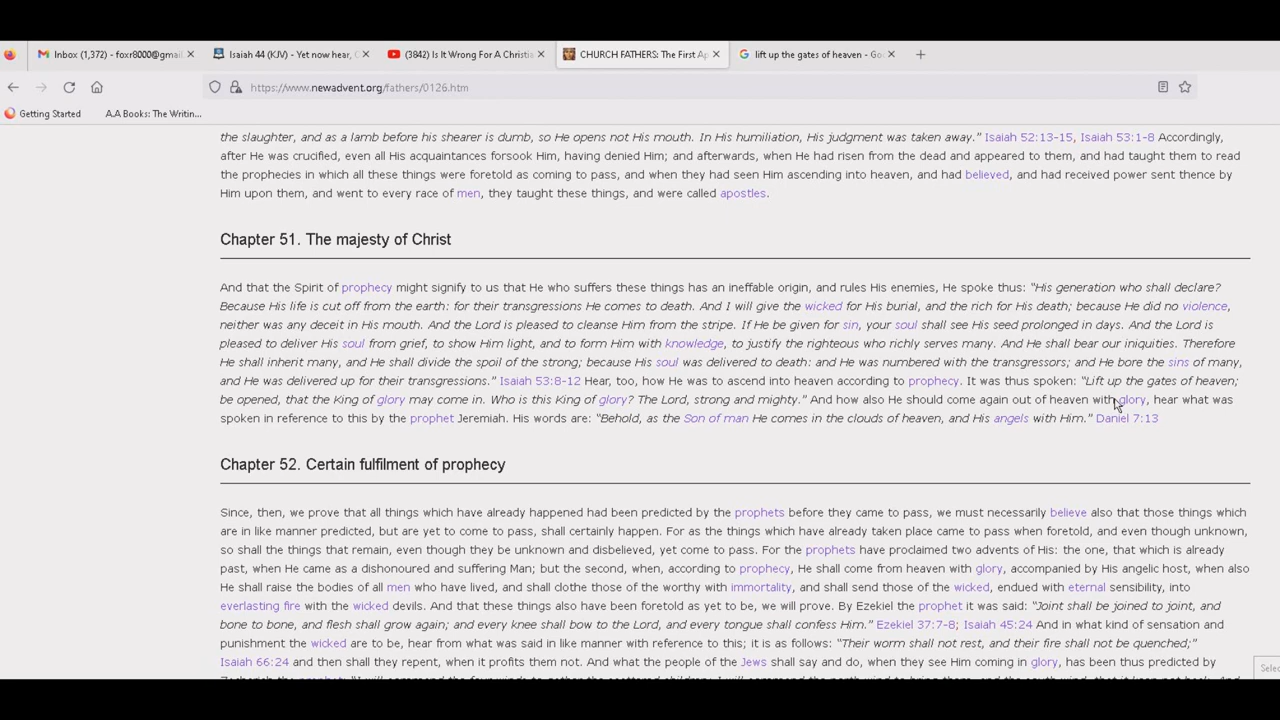 Inbox (1,372) - foxr8000@gmail.
Isaiah 44 (KJV) - Yet now hear,
(3842) Is It Wrong For A Christia
CHURCH FATHERS: The First Ap
lift up the gates of heaven - Go
https://www.newadvent.org/fathers/0126.htm
Getting Started
A.A Books: The Writin...
the slaughter, and as a lamb before his shearer is dumb, so He opens not His mouth. In His humiliation, His judgment was taken away." Isaiah 52:13-15, Isaiah 53:1-8 Accordingly,
after He was crucified, even all His acquaintances forsook Him, having denied Him; and afterwards, when He had risen from the dead and appeared to them, and had taught them to read
the prophecies in which all these things were foretold as coming to pass, and when they had seen Him ascending into heaven, and had believed, and had received power sent thence by
Him upon them, and went to every race of men, they taught these things, and were called apostles.
Chapter 51. The majesty of Christ
And that the Spirit of prophecy might signify to us that He who suffers these things has an ineffable origin, and rules His enemies, He spoke thus: "His generation who shall declare?
Because His life is cut off from the earth: for their transgressions He comes to death. And I will give the wicked for His burial, and the rich for His death; because He did no violence,
neither was any deceit in His mouth. And the Lord is pleased to cleanse Him from the stripe. If He be given for sin, your soul shall see His seed prolonged in days. And the Lord is
pleased to deliver His soul from grief, to show Him light, and to form Him with knowledge, to justify the righteous who richly serves many. And He shall bear our iniquities. Therefore
He shall inherit many, and He shall divide the spoil of the strong; because His soul was delivered to death: and He was numbered with the transgressors; and He bore the sins of many,
and He was delivered up for their transgressions." Isaiah 53:8-12 Hear, too, how He was to ascend into heaven according to prophecy. It was thus spoken: "Lift up the gates of heaven;
be opened, that the King of glory may come in. Who is this King of glory? The Lord, strong and mighty." And how also He should come again out of heaven with glory, hear what was
spoken in reference to this by the prophet Jeremiah. His words are: "Behold, as the Son of man He comes in the clouds of heaven, and His angels with Him." Daniel 7:13
Chapter 52. Certain fulfilment of prophecy
Since, then, we prove that all things which have already happened had been predicted by the prophets before they came to pass, we must necessarily believe also that those things which
are in like manner predicted, but are yet to come to pass, shall certainly happen. For as the things which have already taken place came to pass when foretold, and even though unknown,
so shall the things that remain, even though they be unknown and disbelieved, yet come to pass. For the prophets have proclaimed two advents of His: the one, that which is already
past, when He came as a dishonoured and suffering Man; but the second, when, according to prophecy, He shall come from heaven with glory, accompanied by His angelic host, when also
He shall raise the bodies of all men who have lived, and shall clothe those of the worthy with immortality, and shall send those of the wicked, endued with eternal sensibility, into
everlasting fire with the wicked devils. And that these things also have been foretold as yet to be, we will prove. By Ezekiel the prophet it was said: "Joint shall be joined to joint, and
bone to bone, and flesh shall grow again; and every knee shall bow to the Lord, and every tongue shall confess Him." Ezekiel 37:7-8; Isaiah 45:24 And in what kind of sensation and
punishment the wicked are to be, hear from what was said in like manner with reference to this; it is as follows: "Their worm shall not rest, and their fire shall not be quenched;"
Isaiah 66:24 and then shall they repent, when it profits them not. And what the people of the Jews shall say and do, when they see Him coming in glory, has been thus predicted by